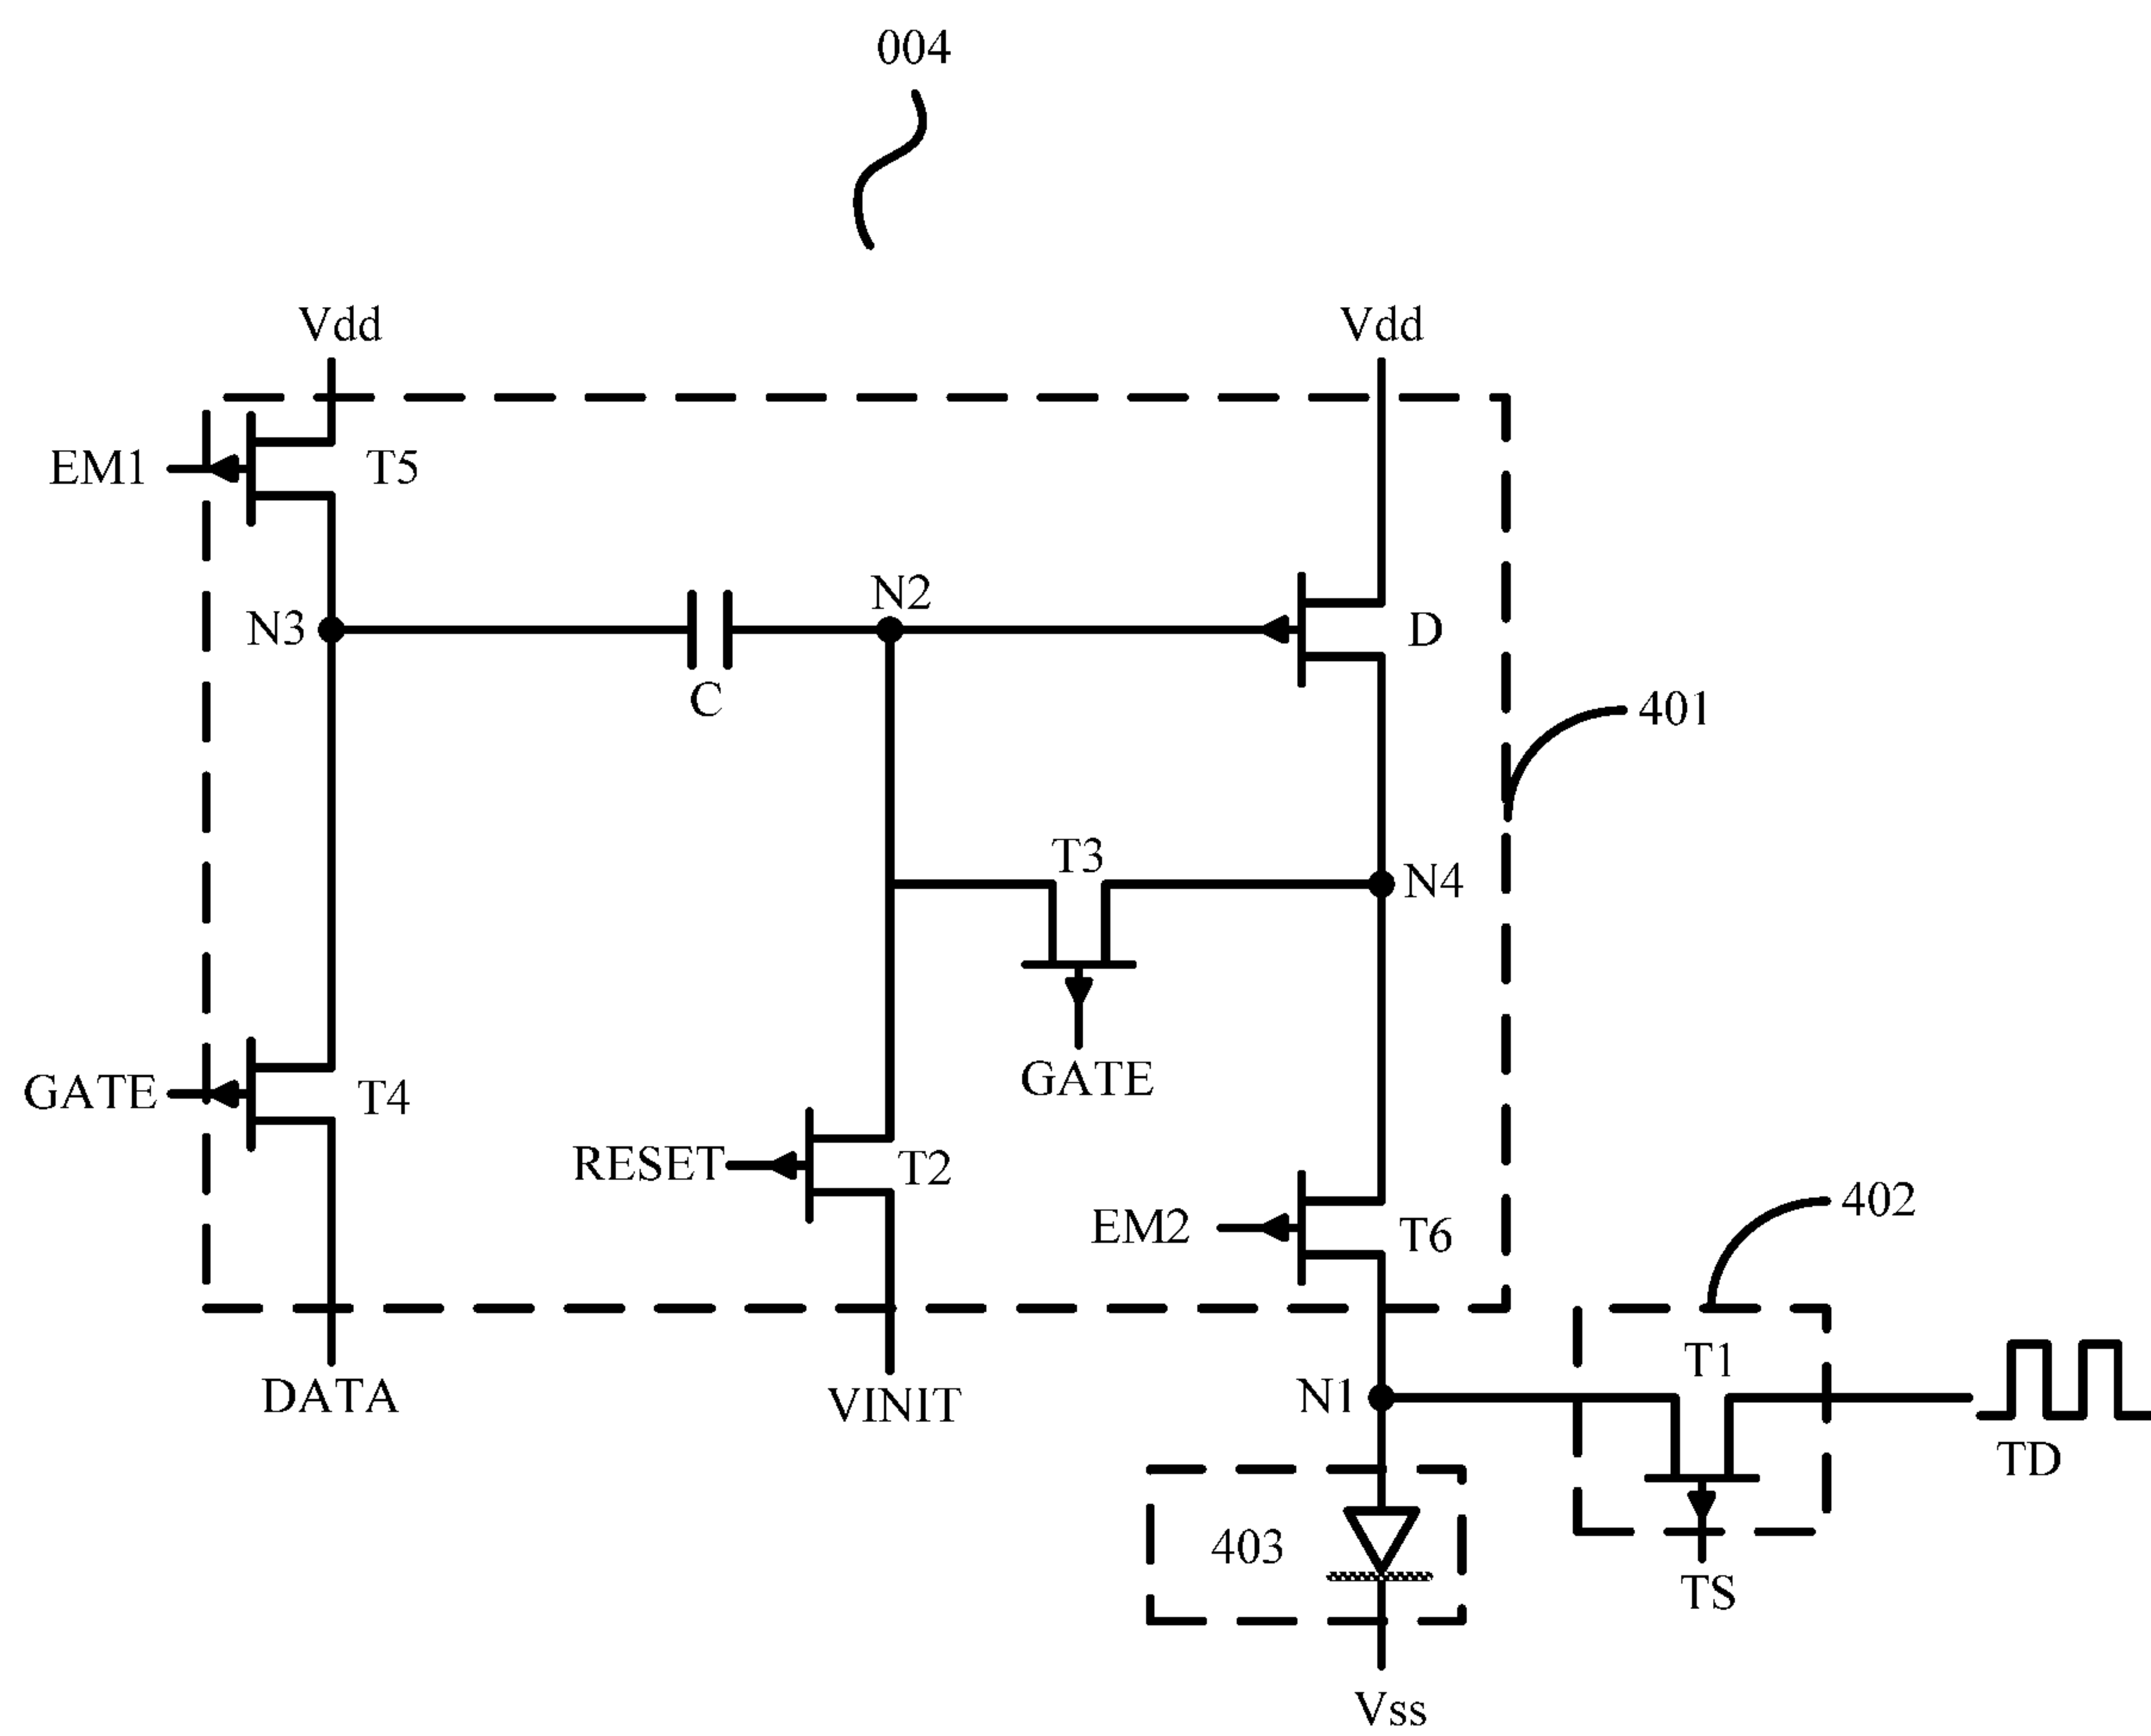 004
Vdd
Vdd
EM1
T5
N3
C
N2
D
401
T3
N4
GATE
GATE
T4
RESET
T2
EM2
T6
402
DATA
VINIT
N1
T1
TD
403
TS
Vss